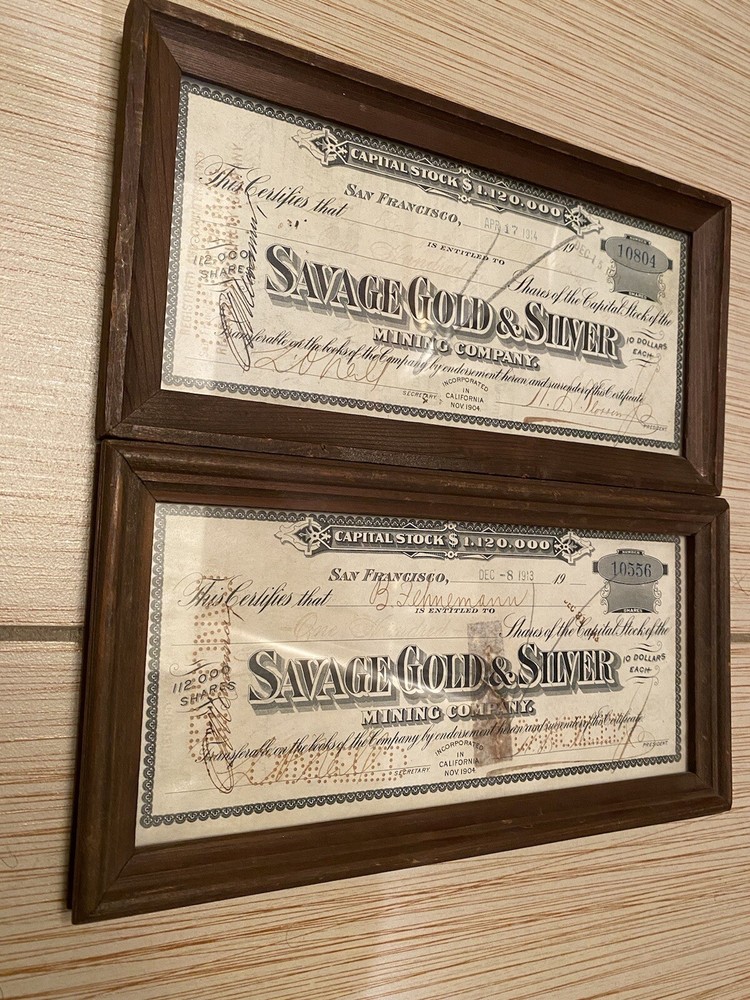 CAPITAL STOCK $1.120.000
SAN FRANCISCO, APR 17 1914 19
NUMBER
10804
SHARES
This Certifies that
IS ENTITLED TO
112,000
SHARES
Shares of the Capital Stock of the
SAVAGE GOLD & SILVER
MINING COMPANY.
10 DOLLARS
EACH
Transferable on the books of the Company by endorsement hereon and surrender of this Certificate
INCORPORATED
IN
CALIFORNIA
NOV. 1904
SECRETARY
PRESIDENT
CAPITAL STOCK $1.120.000
SAN FRANCISCO, DEC -8 1913 19
NUMBER
10556
SHARES
This Certifies that B Fehnemann
IS ENTITLED TO
112,000
SHARES
Shares of the Capital Stock of the
SAVAGE GOLD & SILVER
MINING COMPANY.
10 DOLLARS
EACH
Transferable on the books of the Company by endorsement hereon and surrender of this Certificate
INCORPORATED
IN
CALIFORNIA
NOV. 1904
SECRETARY
PRESIDENT